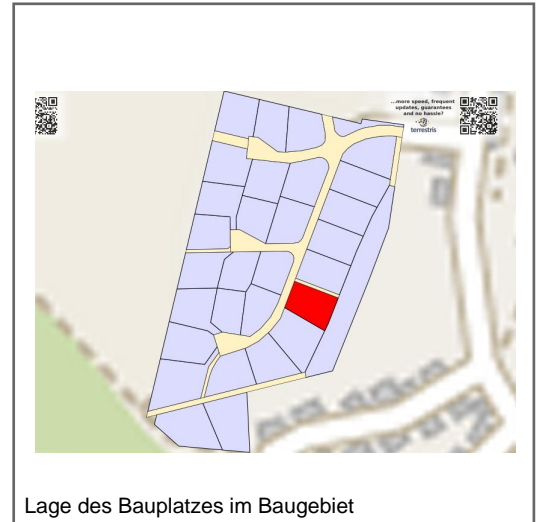 ...more speed, frequent
updates, guarantees
and no hassle?
terrestris
Lage des Bauplatzes im Baugebiet